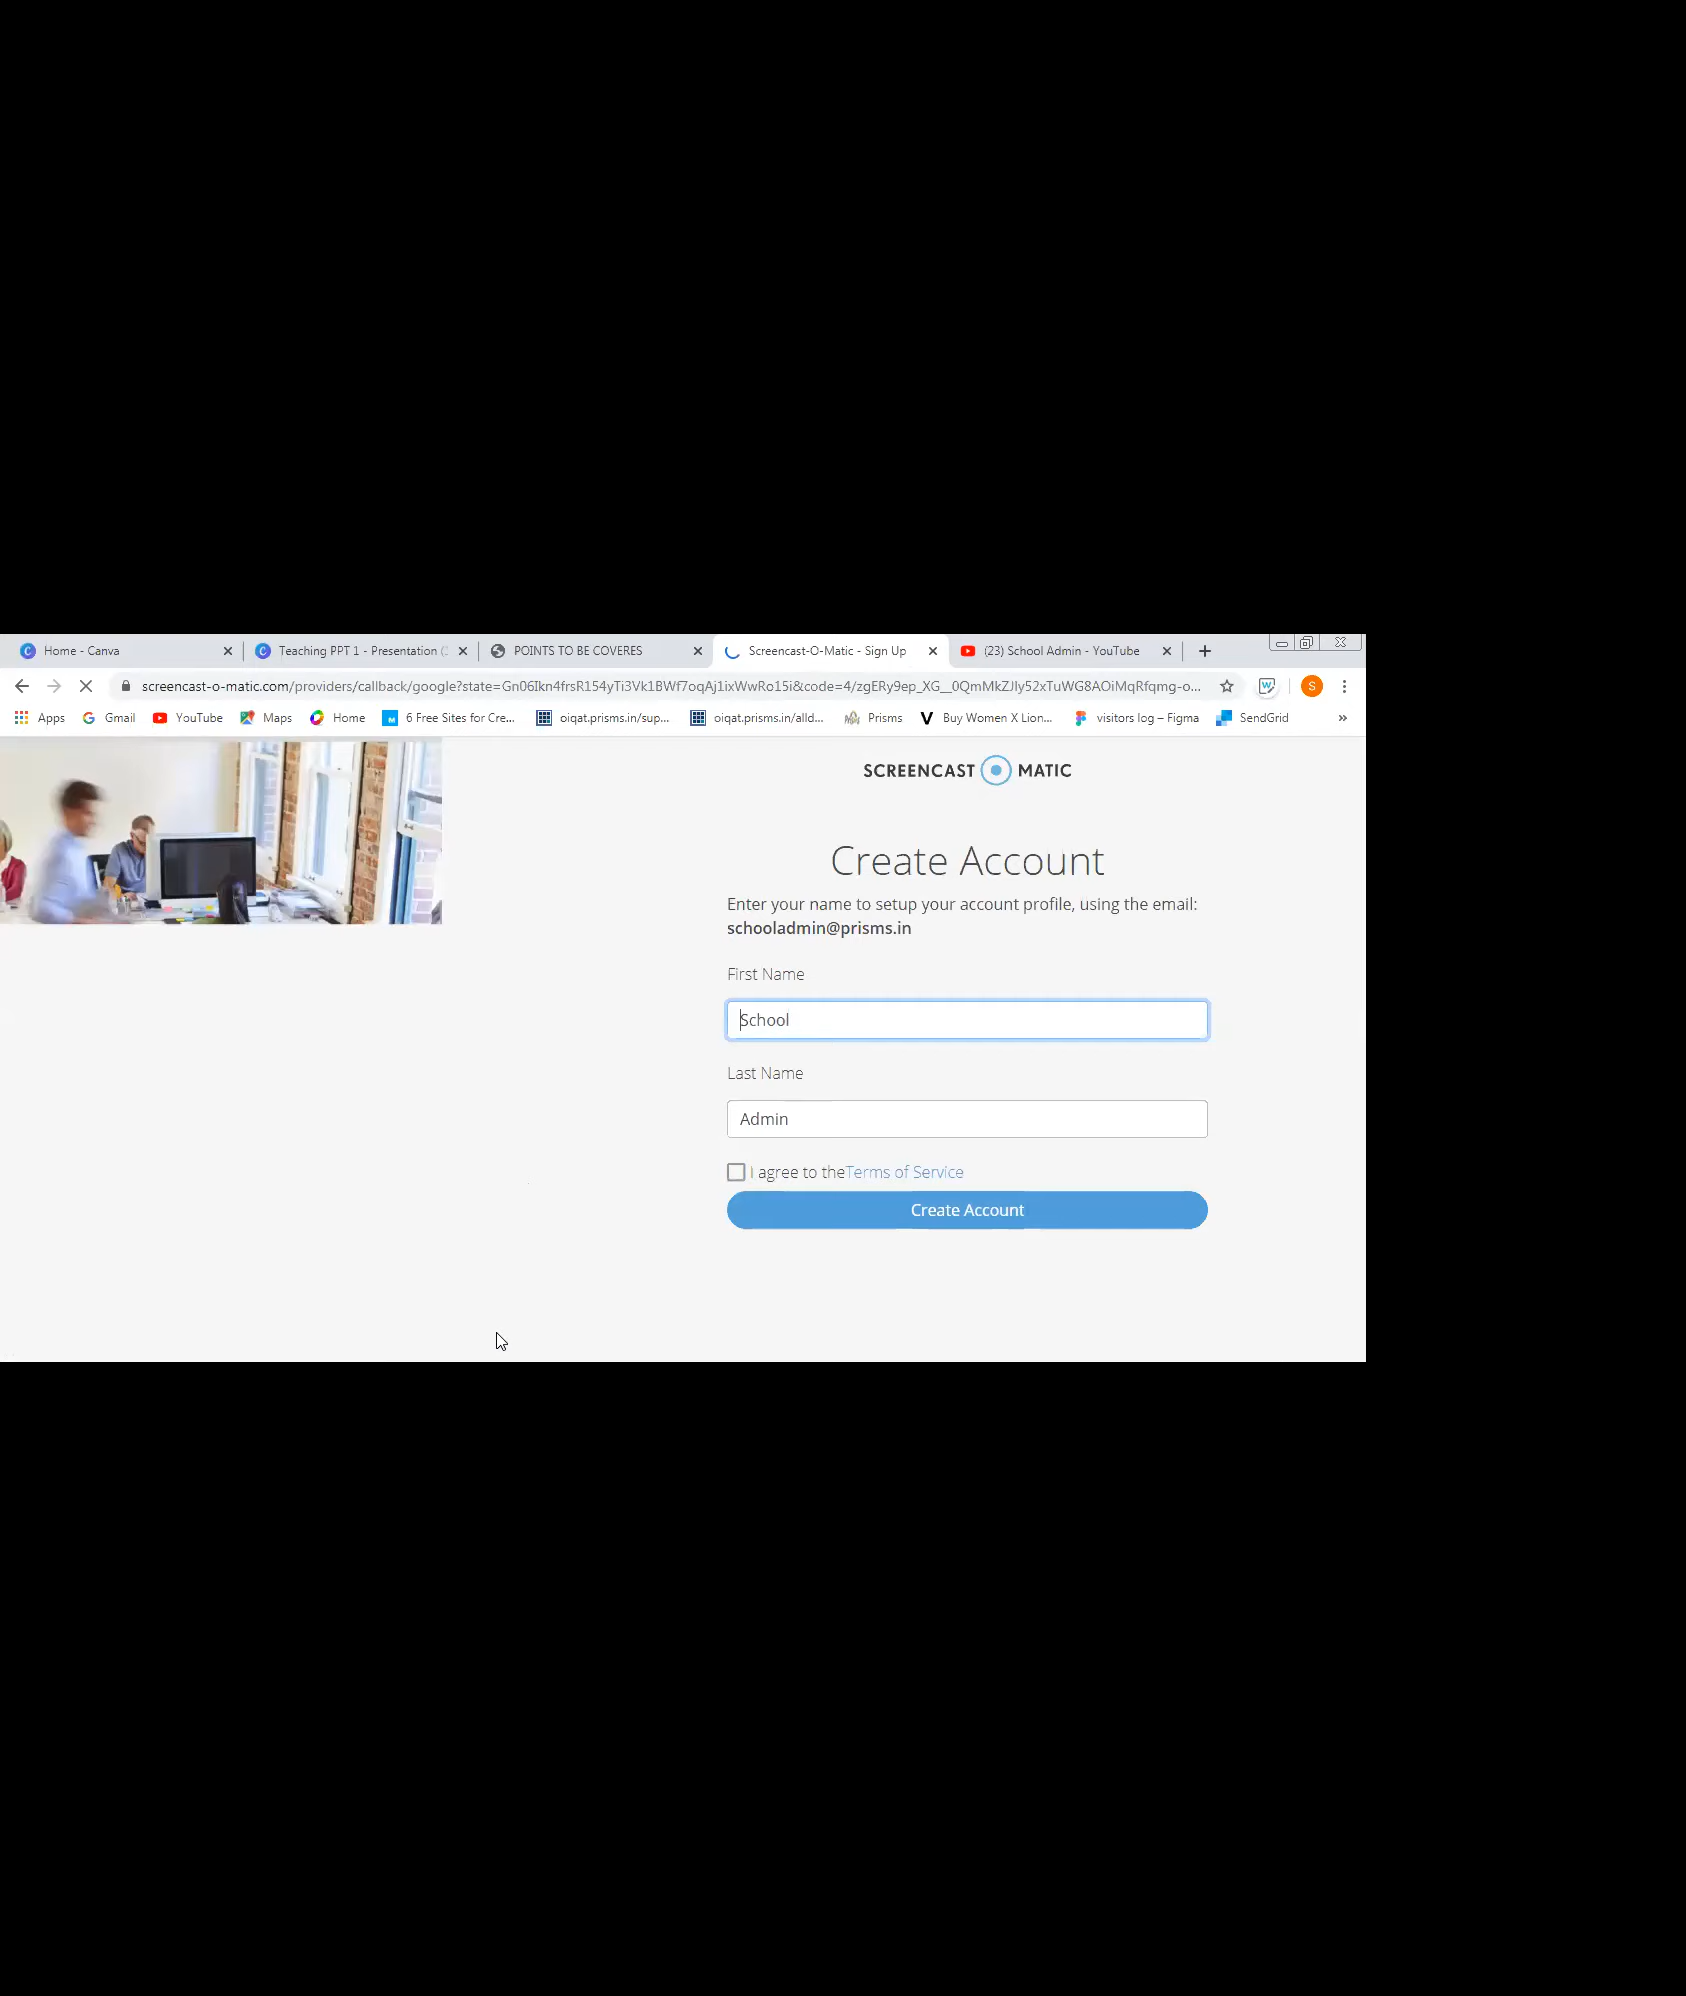 Home - Canva
Teaching PPT 1 - Presentation (
POINTS TO BE COVERES
Screencast-O-Matic - Sign Up
(23) School Admin - YouTube
screencast-o-matic.com/providers/callback/google?state=Gn06Ikn4frsR154yTi3Vk1BWf7oqAj1ixWwRo15i&code=4/zgERy9ep_XG__0QmMkZJly52xTuWG8AOiMqRfqmg-o...
Apps
Gmail
YouTube
Maps
Home
6 Free Sites for Cre...
oiqat.prisms.in/sup...
oiqat.prisms.in/alld...
Prisms
Buy Women X Lion...
visitors log – Figma
SendGrid
»
SCREENCAST MATIC
Create Account
Enter your name to setup your account profile, using the email:
schooladmin@prisms.in
First Name
School
Last Name
Admin
I agree to theTerms of Service
Create Account